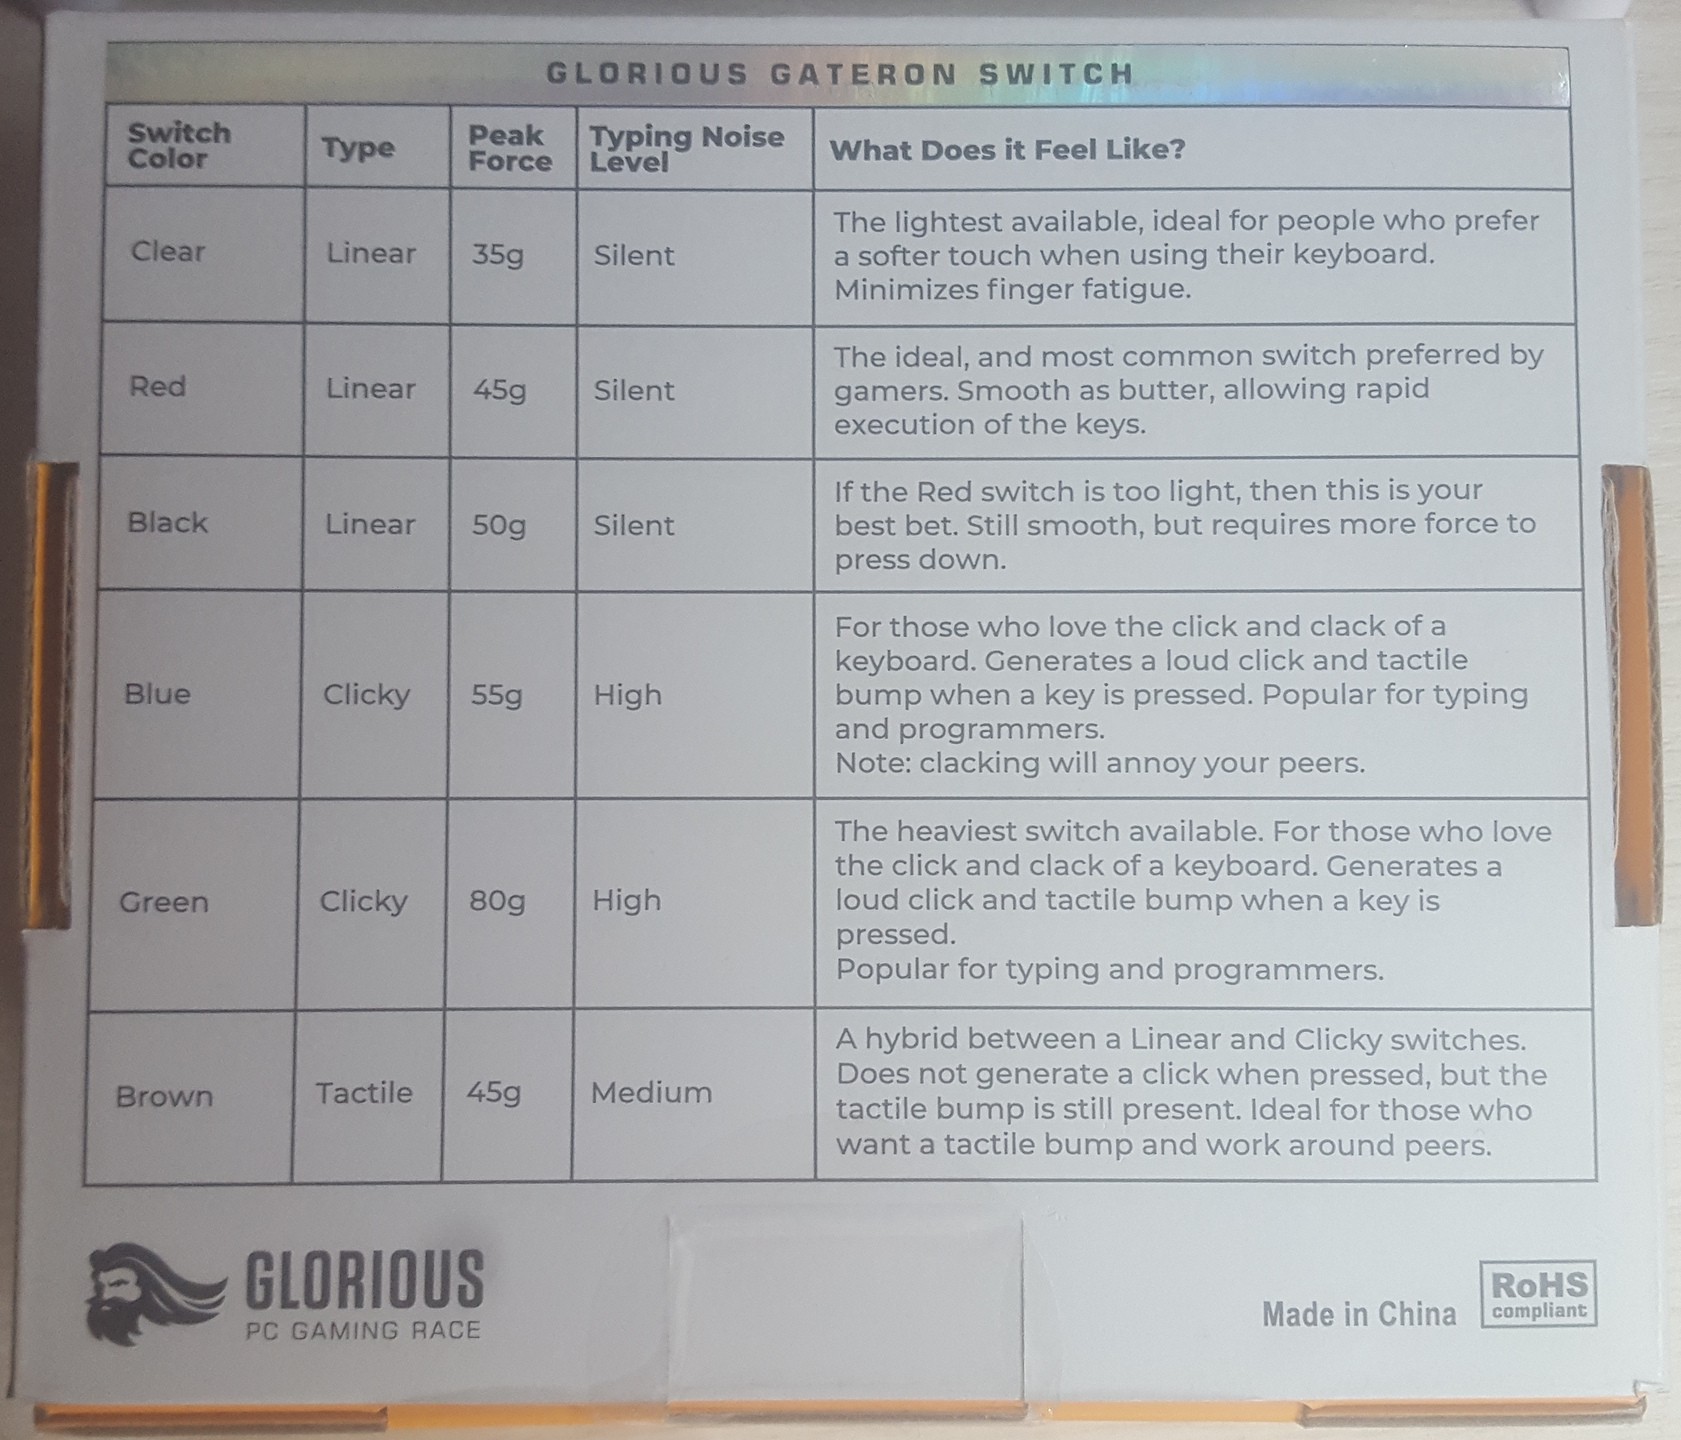 GLORIOUS GATERON SWITCH
Switch
Color
Type
Peak
Force
Typing Noise
Level
What Does it Feel Like?
Clear
Linear
35g
Silent
The lightest available, ideal for people who prefer
a softer touch when using their keyboard.
Minimizes finger fatigue.
Red
Linear
45g
Silent
The ideal, and most common switch preferred by
gamers. Smooth as butter, allowing rapid
execution of the keys.
Black
Linear
50g
Silent
If the Red switch is too light, then this is your
best bet. Still smooth, but requires more force to
press down.
Blue
Clicky
55g
High
For those who love the click and clack of a
keyboard. Generates a loud click and tactile
bump when a key is pressed. Popular for typing
and programmers.
Note: clacking will annoy your peers.
Green
Clicky
80g
High
The heaviest switch available. For those who love
the click and clack of a keyboard. Generates a
loud click and tactile bump when a key is
pressed.
Popular for typing and programmers.
Brown
Tactile
45g
Medium
A hybrid between a Linear and Clicky switches.
Does not generate a click when pressed, but the
tactile bump is still present. Ideal for those who
want a tactile bump and work around peers.
GLORIOUS
PC GAMING RACE
Made in China
RoHS
compliant